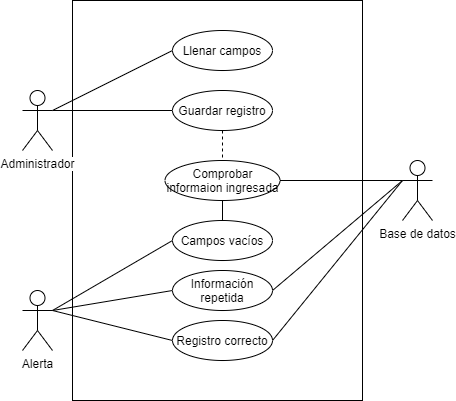 Llenar campos
Guardar registro
Administrador
Comprobar
informaion ingresada
Base de datos
Campos vacíos
Información
repetida
Registro correcto
Alerta